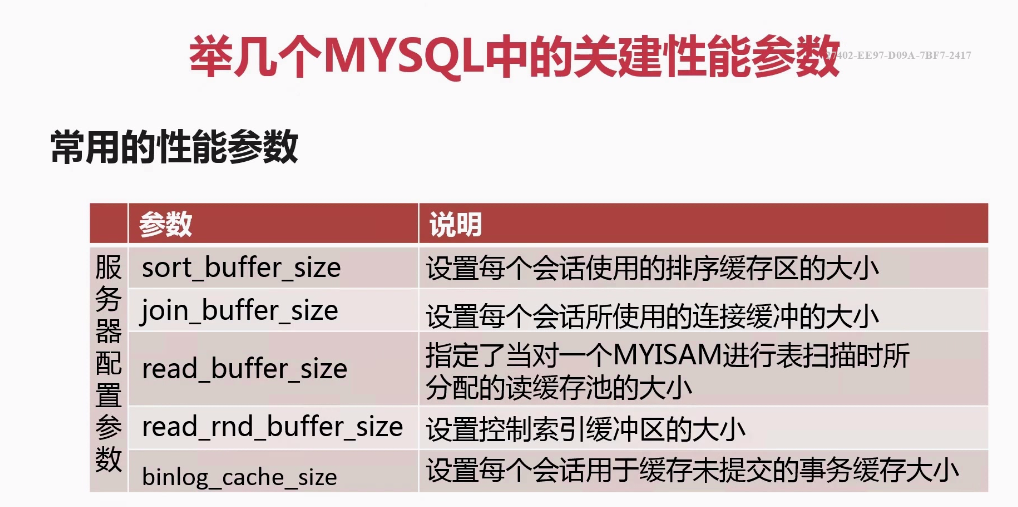 举几个MYSQL中的关建性能参数
402-EE97-D09A-7BF7-2417
常用的性能参数
参数 说明
服务器配置参数
sort_buffer_size 设置每个会话使用的排序缓存区的大小
join_buffer_size 设置每个会话所使用的连接缓冲的大小
read_buffer_size 指定了当对一个MYISAM进行表扫描时所
分配的读缓存池的大小
read_rnd_buffer_size 设置控制索引缓冲区的大小
binlog_cache_size 设置每个会话用于缓存未提交的事务缓存大小